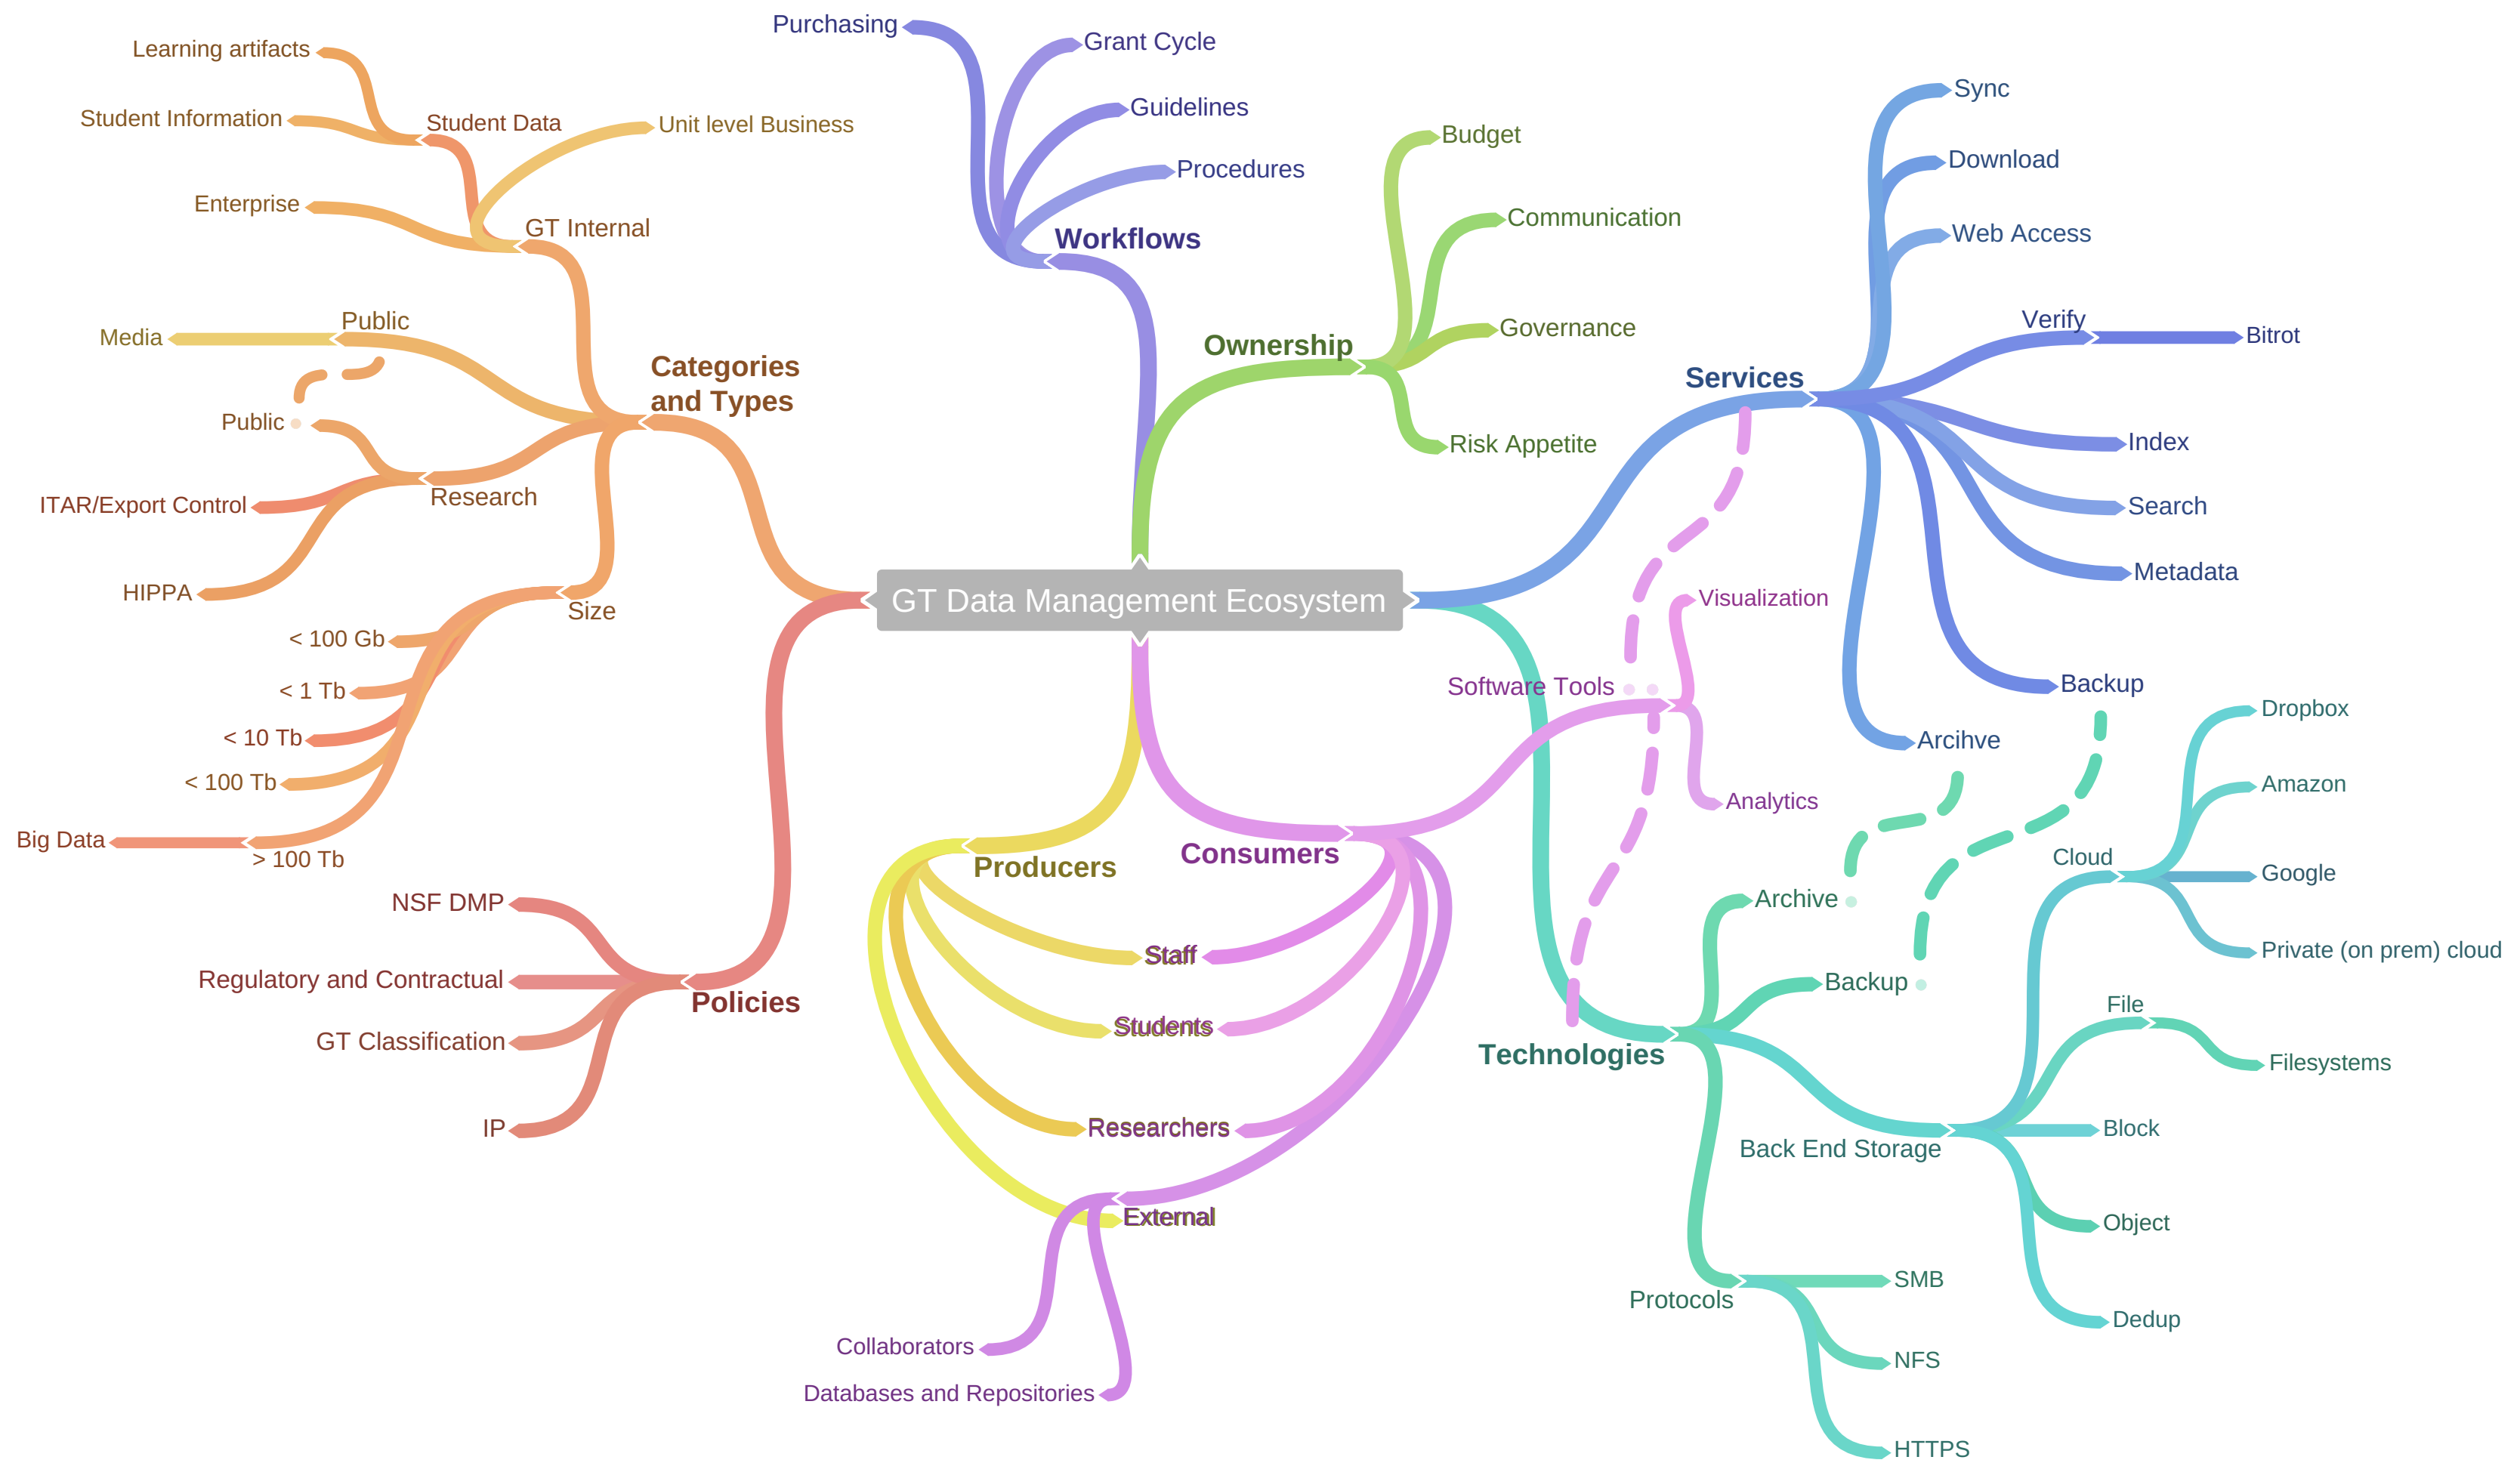 Purchasing
Grant Cycle
Guidelines
Procedures
Workflows
Learning artifacts
Student Information
Student Data
Unit level Business
Enterprise
GT Internal
Media
Public
Public
ITAR/Export Control
Research
HIPPA
Categories
and Types
Size
< 100 Gb
< 1 Tb
< 10 Tb
< 100 Tb
Big Data
> 100 Tb
Budget
Communication
Ownership
Governance
Risk Appetite
Sync
Download
Web Access
Verify
Bitrot
Services
Index
Search
Metadata
Backup
Arcihve
GT Data Management Ecosystem
Visualization
Software Tools
Analytics
NSF DMP
Regulatory and Contractual
GT Classification
IP
Policies
Producers
Consumers
Staff
Staff
Students
Students
Researchers
Researchers
External
External
Collaborators
Databases and Repositories
Dropbox
Amazon
Cloud
Google
Private (on prem) cloud
Archive
Backup
Technologies
File
Filesystems
Back End Storage
Block
Object
Dedup
Protocols
SMB
NFS
HTTPS